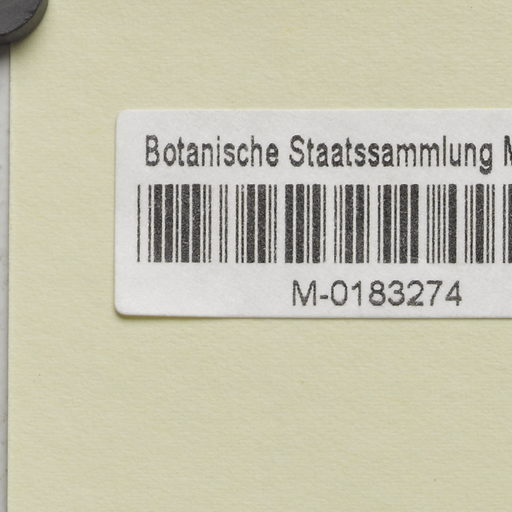 Botanische Staatssammlung
M-0183274